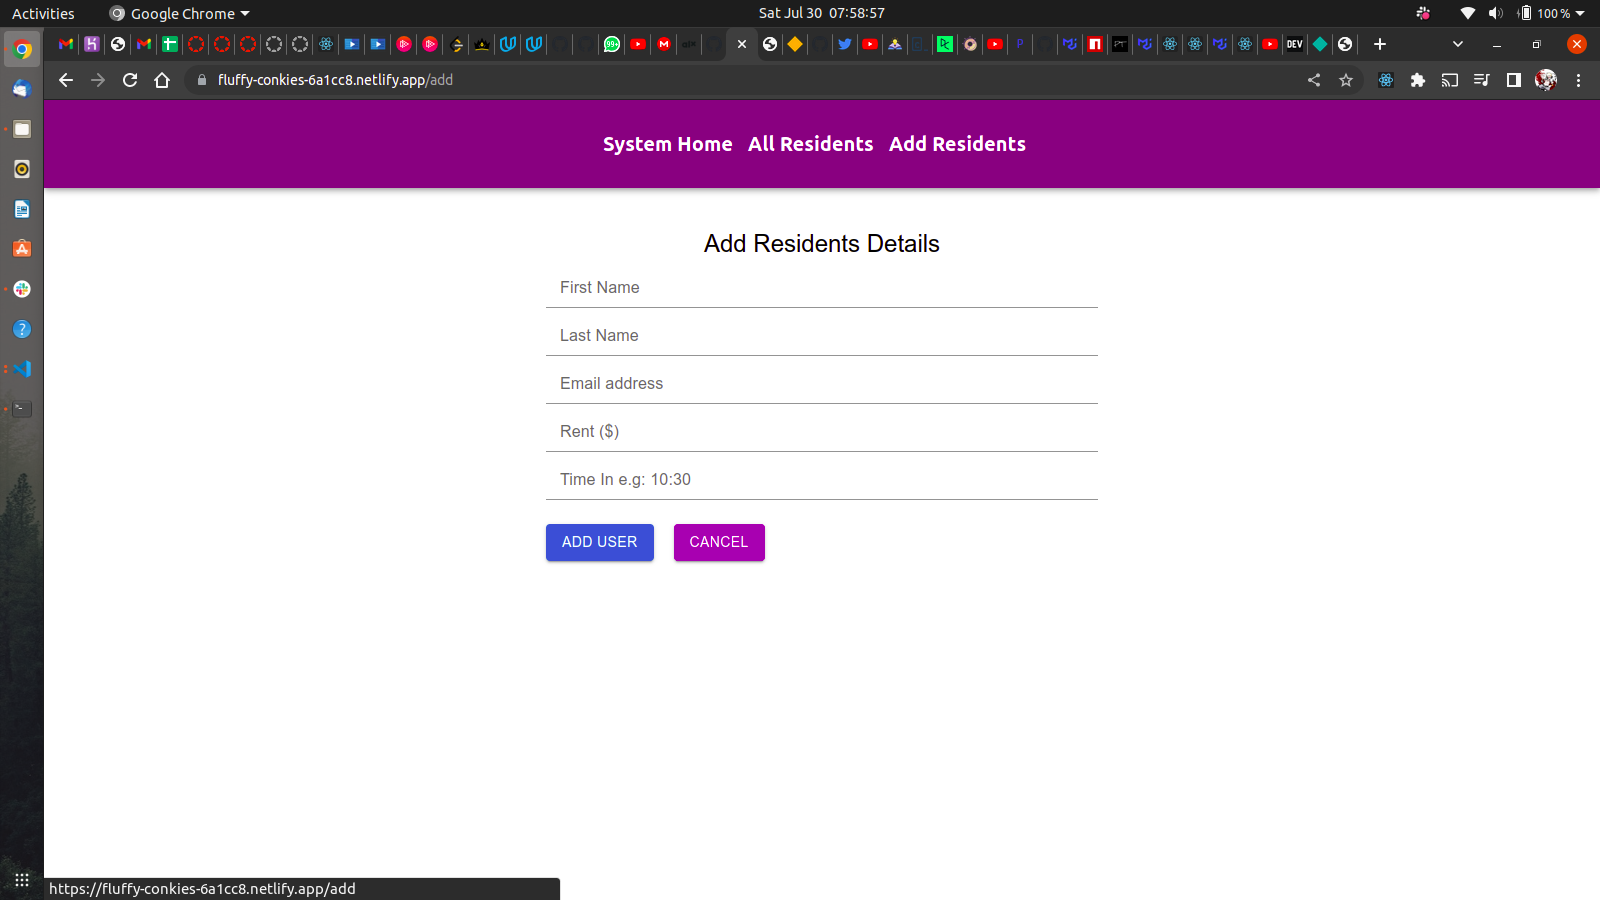 Activities Google Chrome Sat Jul 30 07:58:57 100 %
99+ DEV
fluffy-conkies-6a1cc8.netlify.app/add
System Home All Residents Add Residents
Add Residents Details
First Name
Last Name
Email address
Rent ($)
Time In e.g: 10:30
ADD USER CANCEL
https://fluffy-conkies-6a1cc8.netlify.app/add